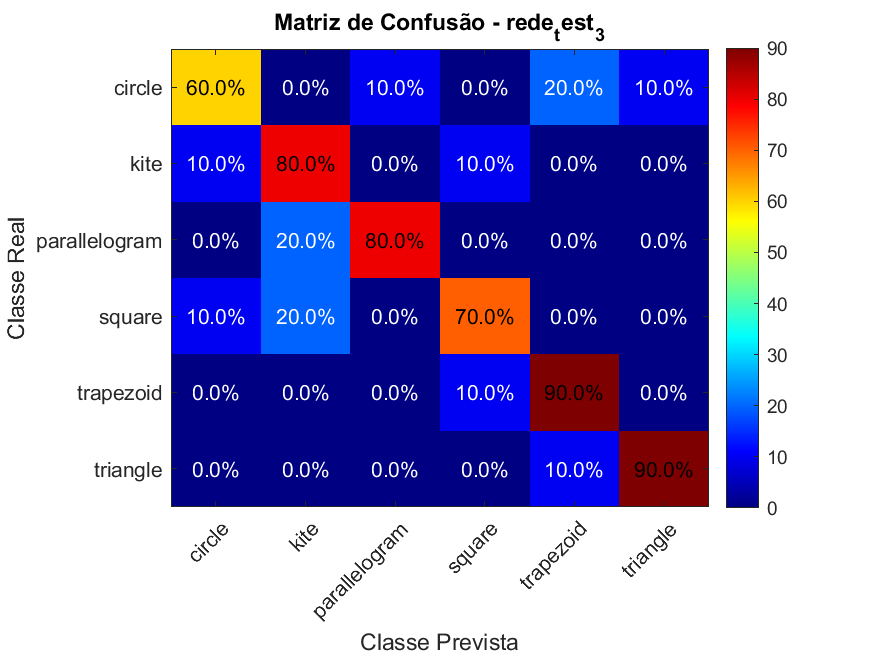 Matriz de Confusão - rede_test_3
circle 60.0% 0.0% 10.0% 0.0% 20.0% 10.0%
kite 10.0% 80.0% 0.0% 10.0% 0.0% 0.0%
parallelogram 0.0% 20.0% 80.0% 0.0% 0.0% 0.0%
square 10.0% 20.0% 0.0% 70.0% 0.0% 0.0%
trapezoid 0.0% 0.0% 0.0% 10.0% 90.0% 0.0%
triangle 0.0% 0.0% 0.0% 0.0% 10.0% 90.0%
circle kite parallelogram square trapezoid triangle
Classe Prevista
Classe Real
90
80
70
60
50
40
30
20
10
0